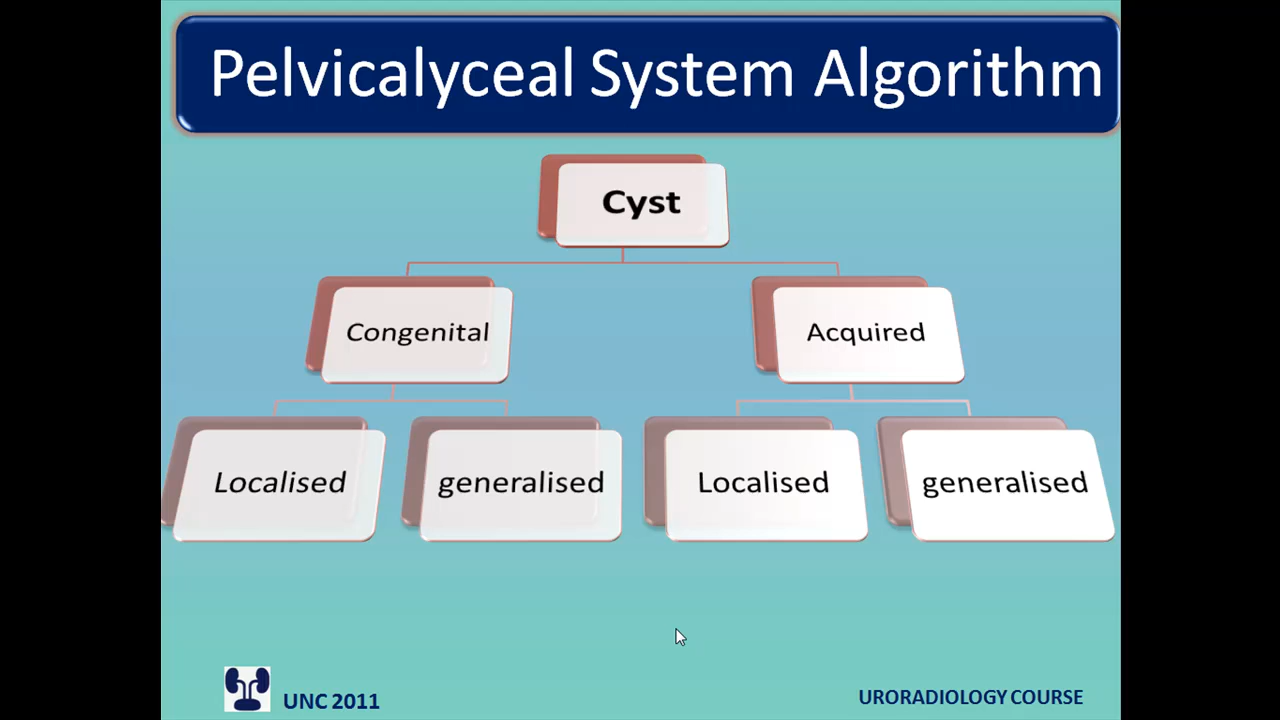 Pelvicalyceal System Algorithm
Cyst
Congenital
Acquired
Localised
generalised
Localised
generalised
UNC 2011
URORADIOLOGY COURSE